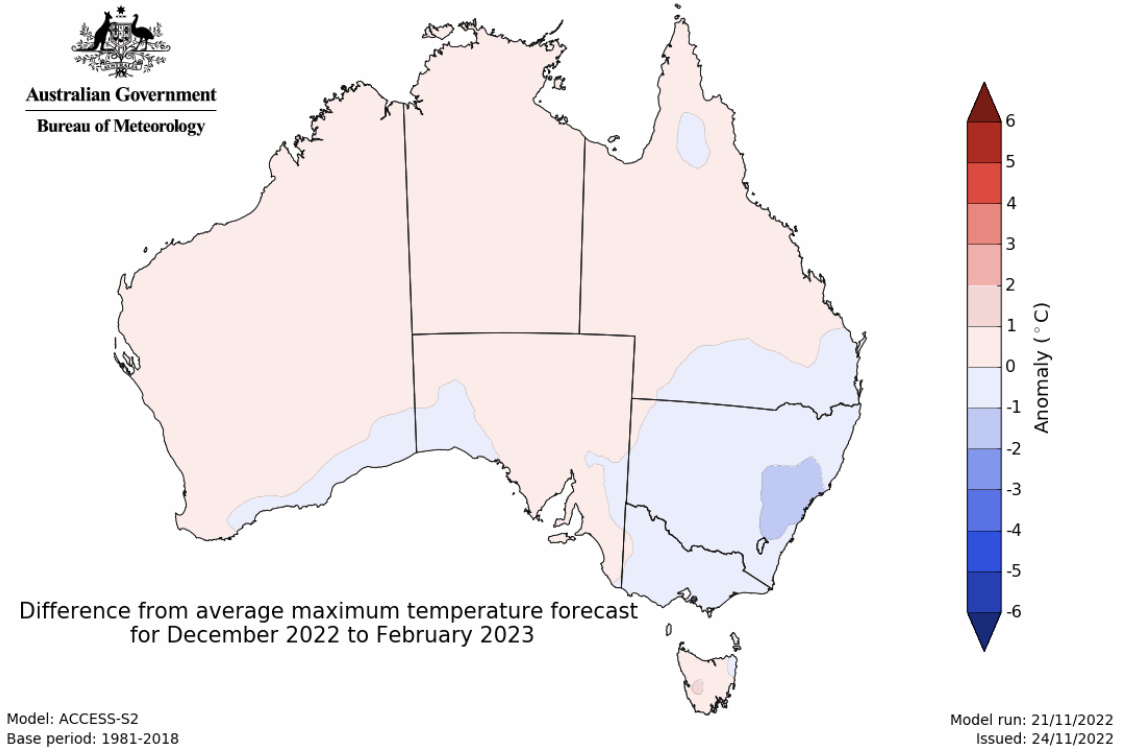 Australian Government
Bureau of Meteorology
6
5
4
3
2
1
0
-1
-2
-3
-4
-5
-6
Anomaly (°C)
Difference from average maximum temperature forecast
for December 2022 to February 2023
Model: ACCESS-S2
Base period: 1981-2018
Model run: 21/11/2022
Issued: 24/11/2022